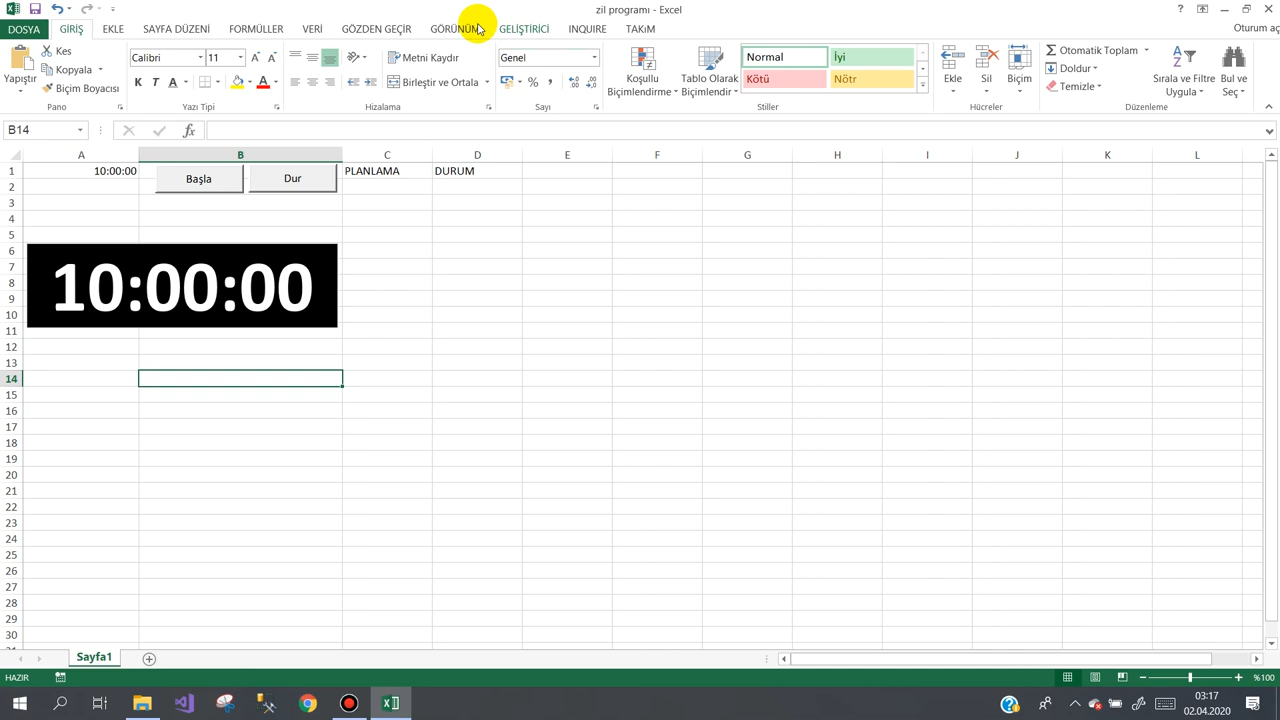 zil programı - Excel
DOSYA GİRİŞ EKLE SAYFA DÜZENİ FORMÜLLER VERİ GÖZDEN GEÇİR GÖRÜNÜM GELİŞTİRİCİ INQUIRE TAKıM Oturum aç
Yapıştır
Kes
Kopyala
Biçim Boyacısı
Pano
Calibri 11
K T A
Yazı Tipi
Metni Kaydır
Birleştir ve Ortala
Hizalama
Genel
%
Sayı
Koşullu Biçimlendirme
Tablo Olarak Biçimlendir
Normal İyi
Kötü Nötr
Stiller
Ekle Sil Biçim
Hücreler
Otomatik Toplam
Doldur
Temizle
Sırala ve Filtre Uygula
Bul ve Seç
Düzenleme
B14 fx
A B C D E F G H I J K L
1 10:00:00 Başla Dur PLANLAMA DURUM
2
3
4
5
6
7
10:00:00
8
9
10
11
12
13
14
15
16
17
18
19
20
21
22
23
24
25
26
27
28
29
30
Sayfa1
HAZIR %100
03:17
02.04.2020